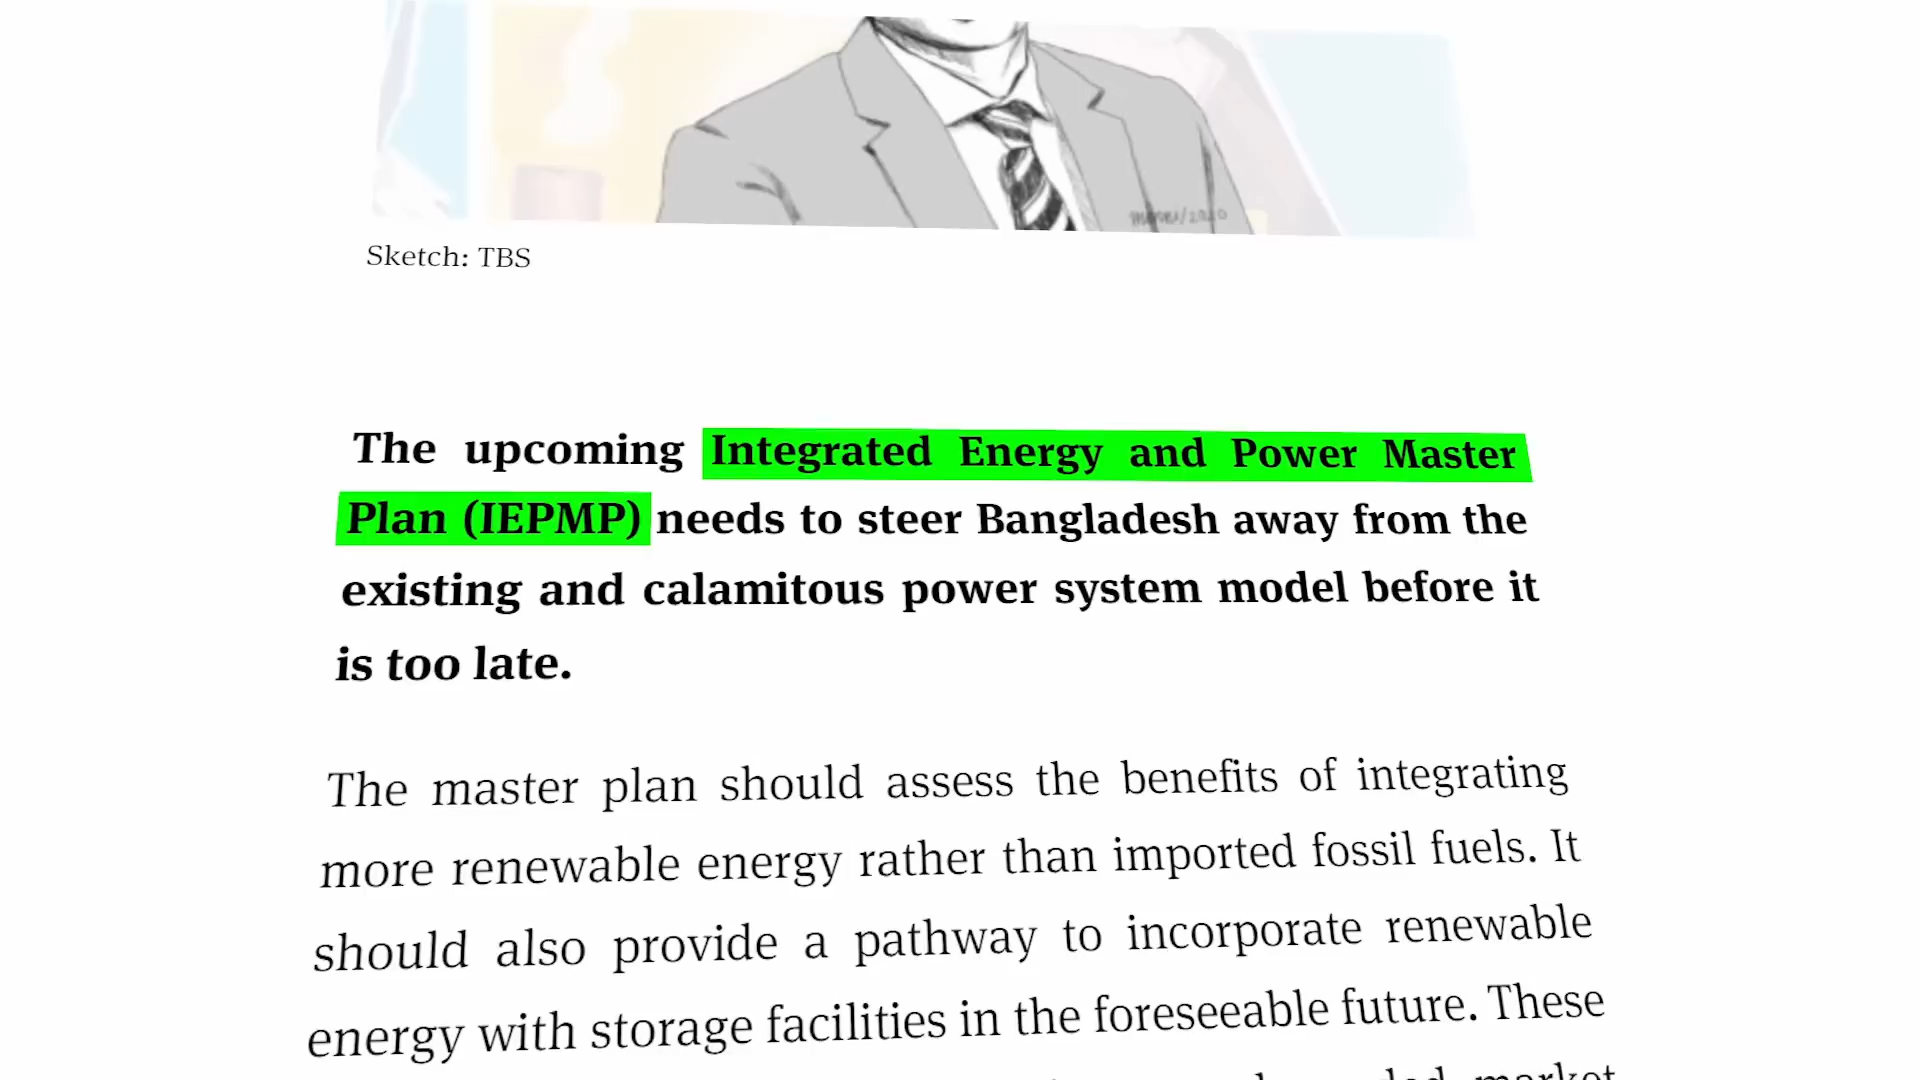 Sketch: TBS
The upcoming Integrated Energy and Power Master
Plan (IEPMP) needs to steer Bangladesh away from the
existing and calamitous power system model before it
is too late.
The master plan should assess the benefits of integrating
more renewable energy rather than imported fossil fuels. It
should also provide a pathway to incorporate renewable
energy with storage facilities in the foreseeable future. These
market